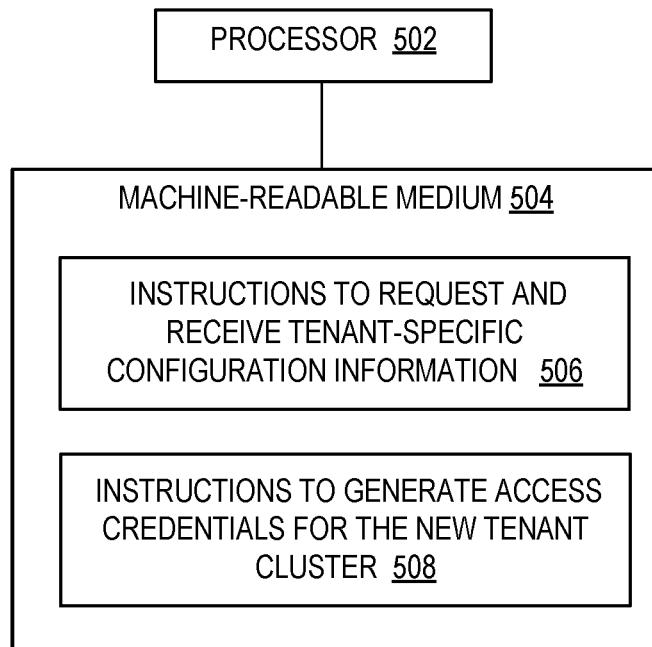 PROCESSOR 502
MACHINE-READABLE MEDIUM 504
INSTRUCTIONS TO REQUEST AND
RECEIVE TENANT-SPECIFIC
CONFIGURATION INFORMATION 506
INSTRUCTIONS TO GENERATE ACCESS
CREDENTIALS FOR THE NEW TENANT
CLUSTER 508